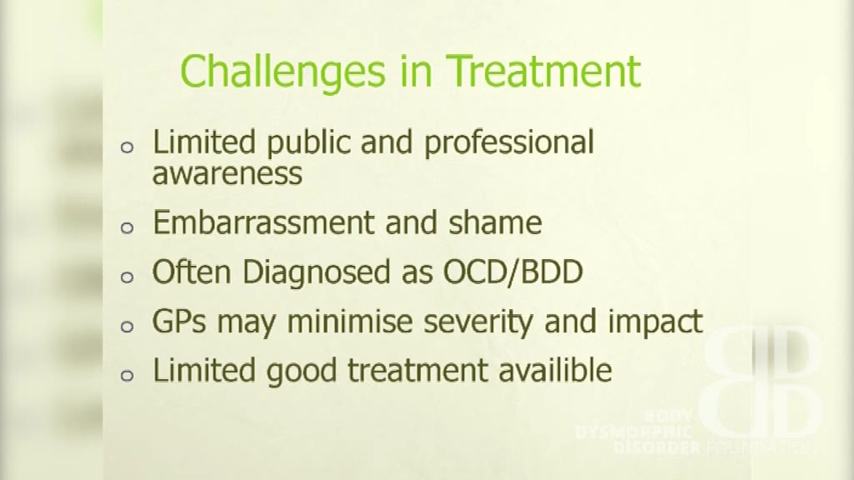 Challenges in Treatment
Limited public and professional
awareness
Embarrassment and shame
Often Diagnosed as OCD/BDD
GPs may minimise severity and impact
Limited good treatment availible
BODY
DYSMORPHIC
DISORDER FOUNDATION